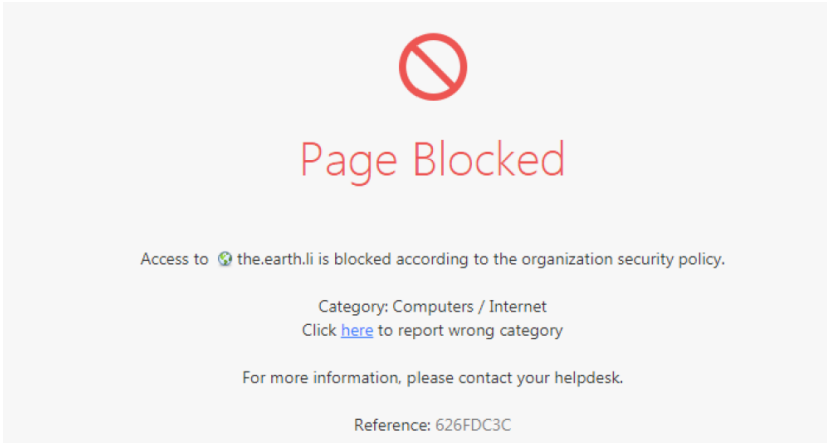 Page Blocked
Access to the.earth.li is blocked according to the organization security policy.
Category: Computers / Internet
Click here to report wrong category
For more information, please contact your helpdesk.
Reference: 626FDC3C